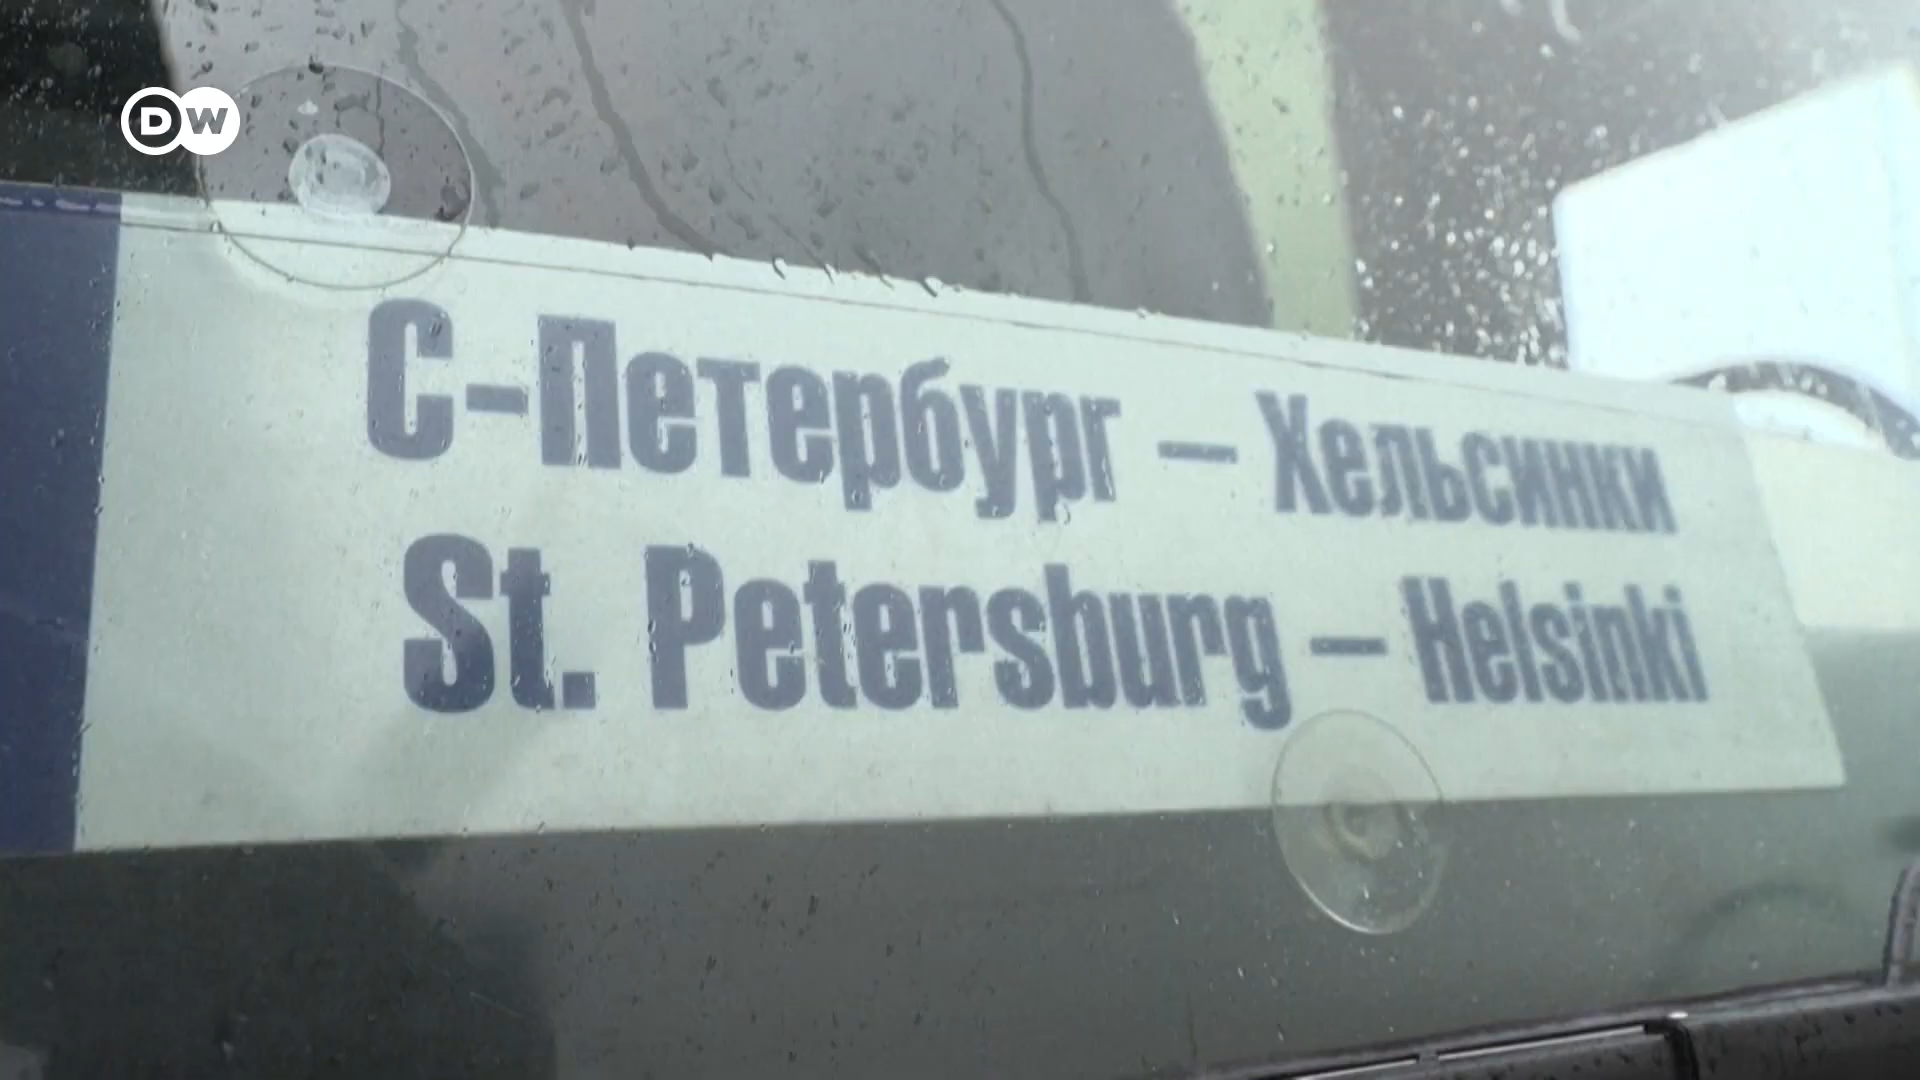 DW
С-Петербург – Хельсинки
St. Petersburg – Helsinki